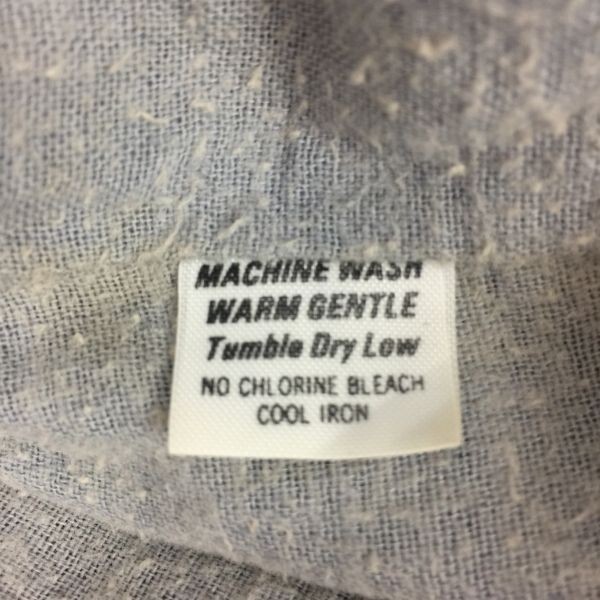 MACHINE WASH
WARM GENTLE
Tumble Dry Low
NO CHLORINE BLEACH
COOL IRON